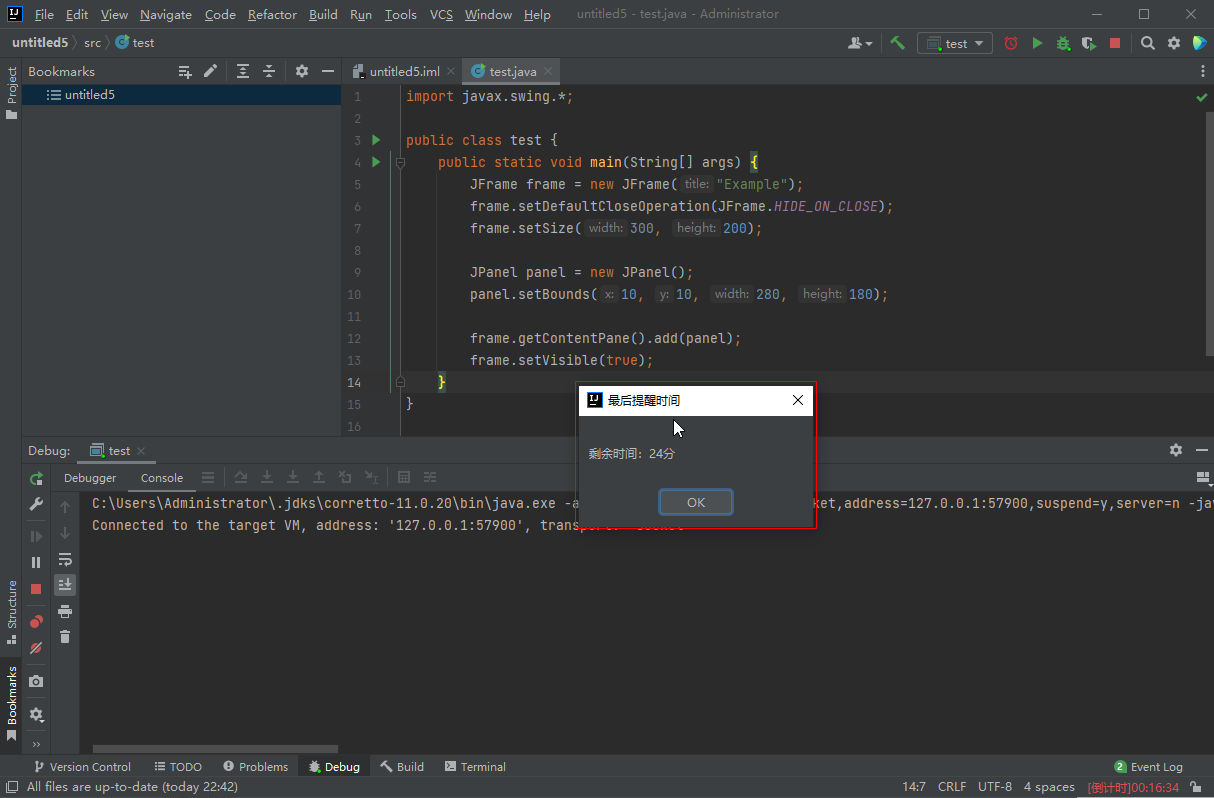 File Edit View Navigate Code Refactor Build Run Tools VCS Window Help untitled5 - test.java - Administrator
untitled5 src test test
Project
Bookmarks
untitled5
untitled5.iml test.java
1 import javax.swing.*;
2
3 public class test {
4 public static void main(String[] args) {
5 JFrame frame = new JFrame( title: "Example");
6 frame.setDefaultCloseOperation(JFrame.HIDE_ON_CLOSE);
7 frame.setSize( width: 300, height: 200);
8
9 JPanel panel = new JPanel();
10 panel.setBounds( x: 10, y: 10, width: 280, height: 180);
11
12 frame.getContentPane().add(panel);
13 frame.setVisible(true);
14 }
15 }
16
最后提醒时间
剩余时间：24分
OK
Debug: test
Debugger Console
C:\Users\Administrator\.jdks\corretto-11.0.20\bin\java.exe -a ket,address=127.0.0.1:57900,suspend=y,server=n -jav
Connected to the target VM, address: '127.0.0.1:57900', transport:
Structure
Bookmarks
Version Control TODO Problems Debug Build Terminal 2 Event Log
All files are up-to-date (today 22:42) 14:7 CRLF UTF-8 4 spaces [倒计时]00:16:34